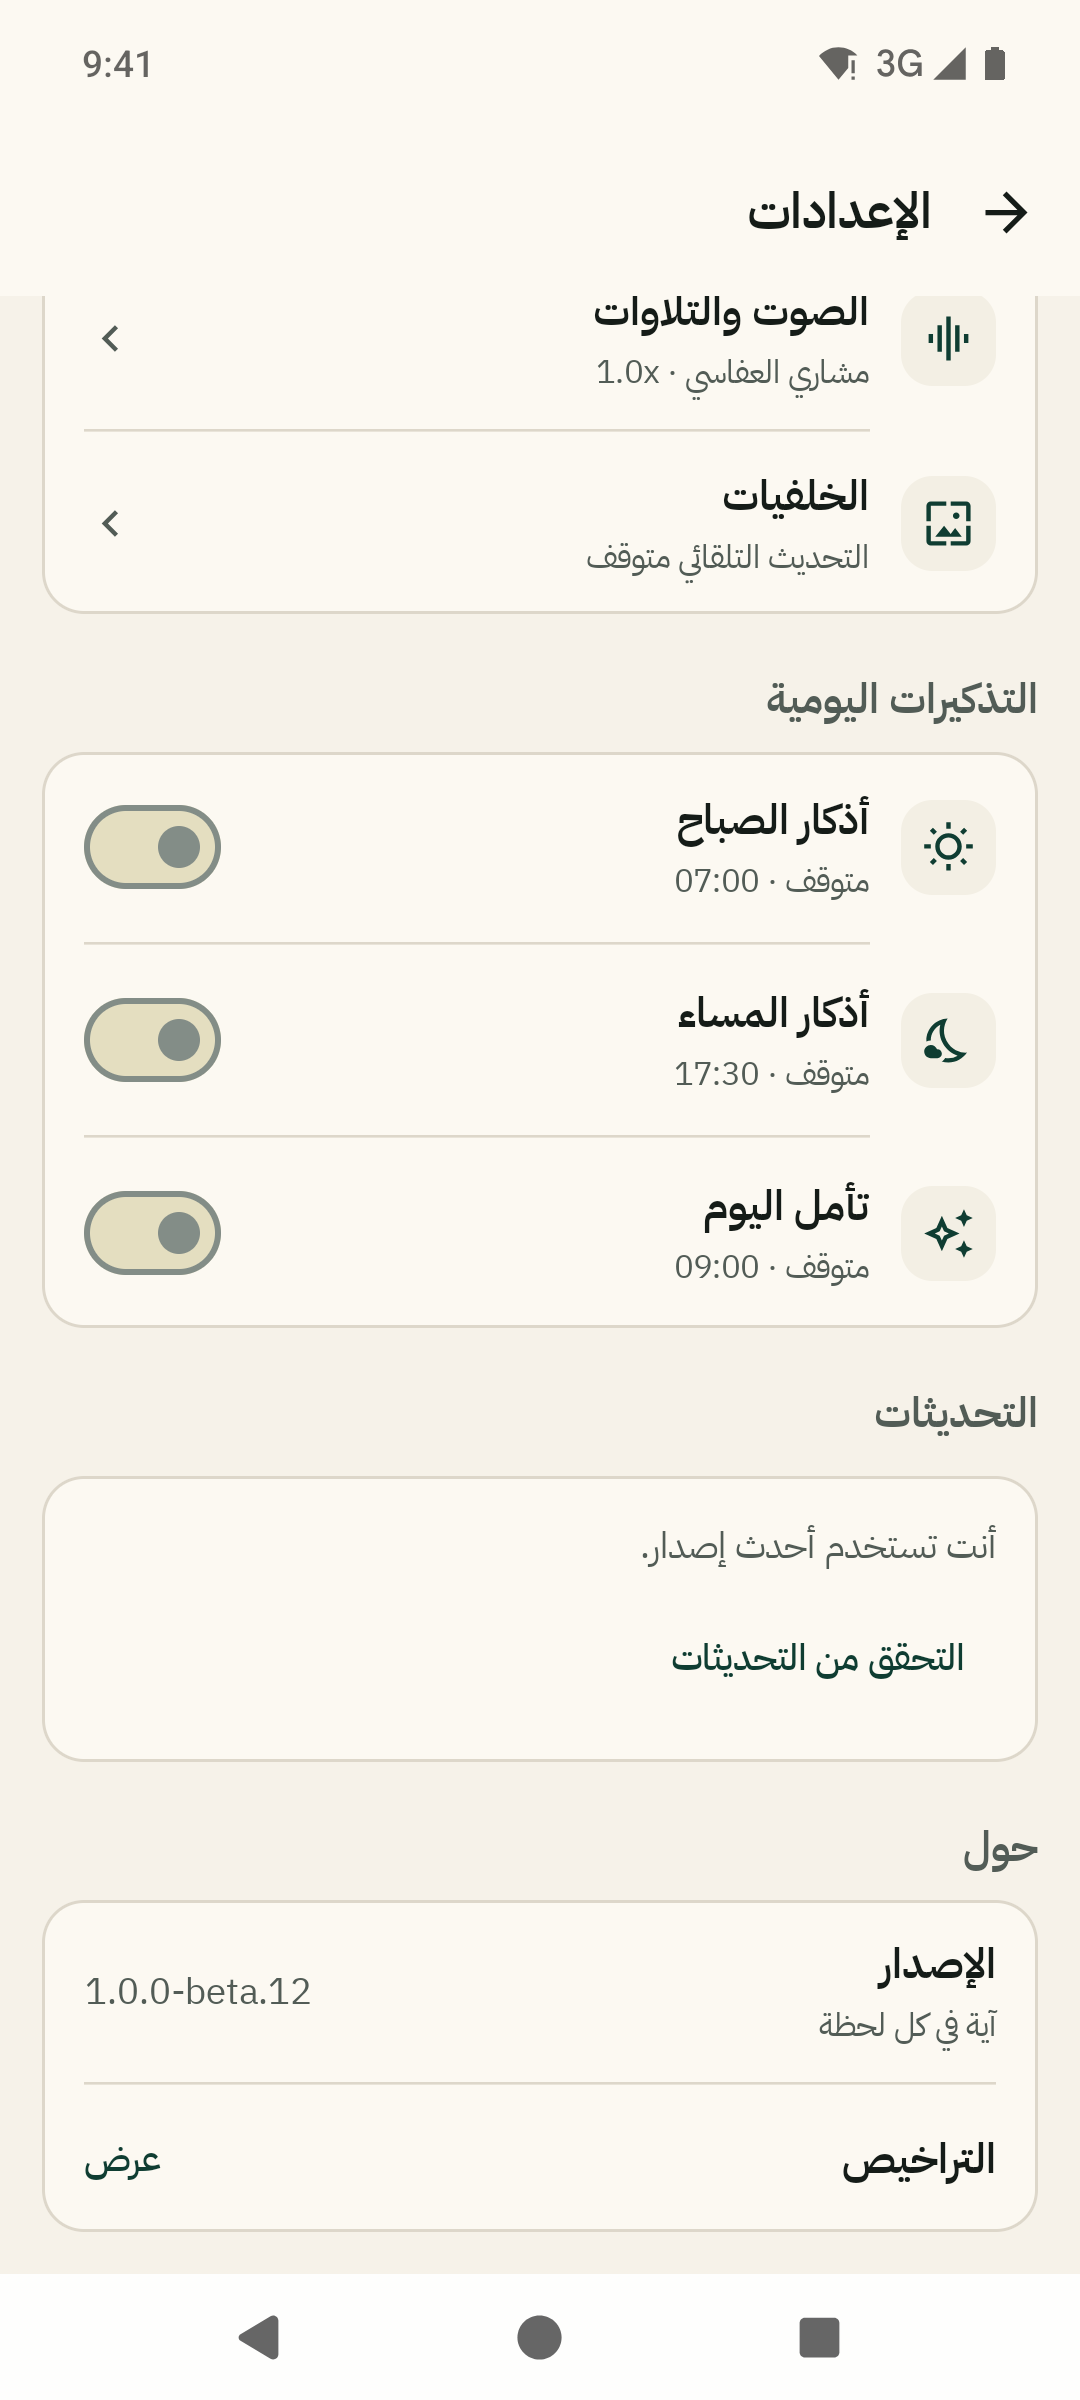 9:41
3G
الإعدادات
الصوت والتلاوات
مشاري العفاسي · 1.0x
الخلفيات
التحديث التلقائي متوقف
التذكيرات اليومية
أذكار الصباح
متوقف · 07:00
أذكار المساء
متوقف · 17:30
تأمل اليوم
متوقف · 09:00
التحديثات
أنت تستخدم أحدث إصدار.
التحقق من التحديثات
حول
الإصدار
1.0.0-beta.12
آية في كل لحظة
التراخيص
عرض